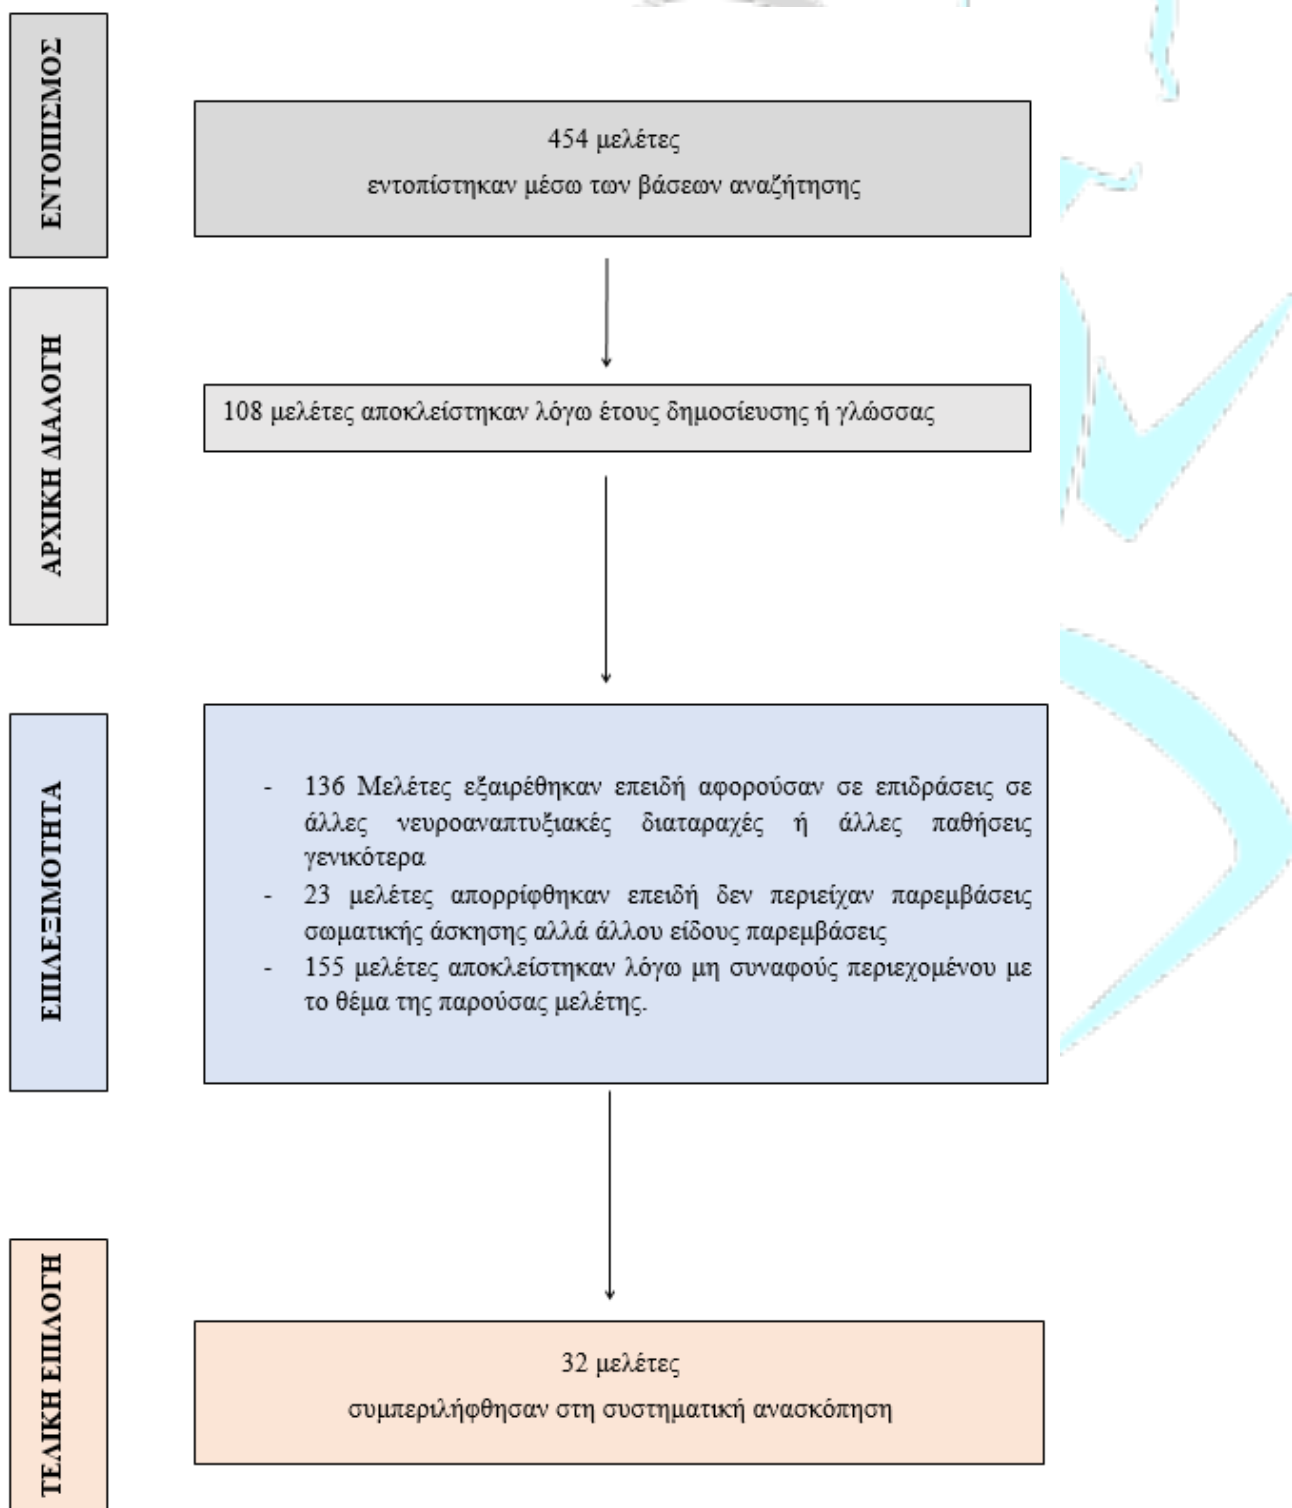 ΕΝΤΟΠΙΣΜΟΣ
454 μελέτες
εντοπίστηκαν μέσω των βάσεων αναζήτησης
ΑΡΧΙΚΗ ΔΙΑΛΟΓΗ
108 μελέτες αποκλείστηκαν λόγω έτους δημοσίευσης ή γλώσσας
ΕΠΙΛΕΞΙΜΟΤΗΤΑ
- 136 Μελέτες εξαιρέθηκαν επειδή αφορούσαν σε επιδράσεις σε
άλλες νευροαναπτυξιακές διαταραχές ή άλλες παθήσεις
γενικότερα
- 23 μελέτες απορρίφθηκαν επειδή δεν περιείχαν παρεμβάσεις
σωματικής άσκησης αλλά άλλου είδους παρεμβάσεις
- 155 μελέτες αποκλείστηκαν λόγω μη συναφούς περιεχομένου με
το θέμα της παρούσας μελέτης.
ΤΕΛΙΚΗ ΕΠΙΛΟΓΗ
32 μελέτες
συμπεριλήφθησαν στη συστηματική ανασκόπηση